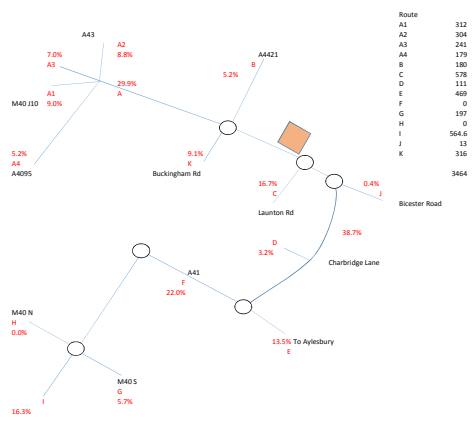 Route
A1 312
A2 304
A3 241
A4 179
B 180
C 578
D 111
E 469
F 0
G 197
H 0
I 564.6
J 13
K 316
3464
A43
A2
8.8%
7.0%
A3
A4421
B
5.2%
29.9%
A
A1
9.0%
M40 J10
5.2%
A4
A4095
9.1%
K
Buckingham Rd
16.7%
C
Launton Rd
0.4%
J
Bicester Road
38.7%
D
3.2%
Charbridge Lane
A41
F
22.0%
M40 N
H
0.0%
13.5% To Aylesbury
E
M40 S
G
5.7%
I
16.3%